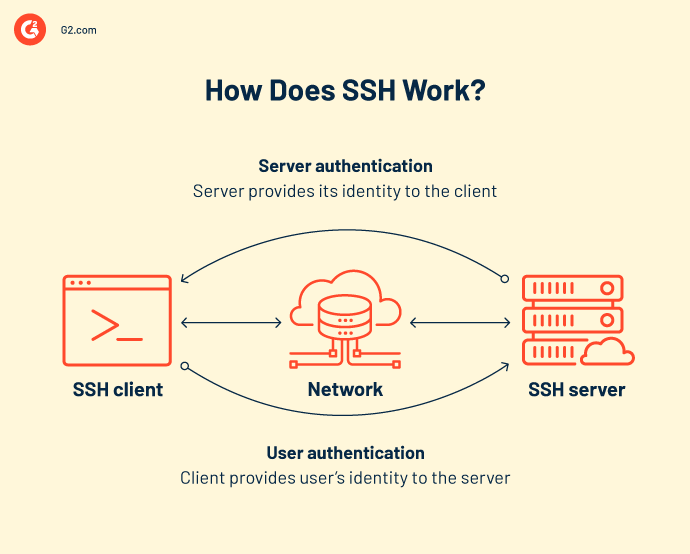 G2
G2.com
How Does SSH Work?
Server authentication
Server provides its identity to the client
>_
SSH client
Network
SSH server
User authentication
Client provides user’s identity to the server